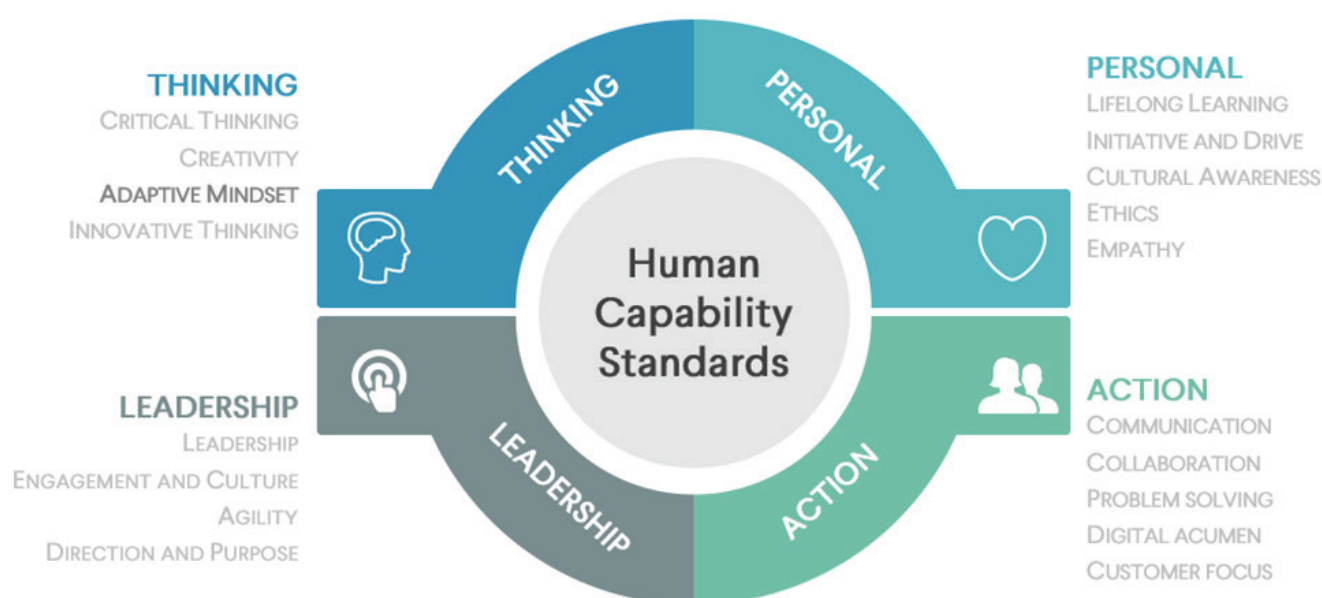 THINKING
CRITICAL THINKING
CREATIVITY
ADAPTIVE MINDSET
INNOVATIVE THINKING
THINKING
PERSONAL
PERSONAL
LIFELONG LEARNING
INITIATIVE AND DRIVE
CULTURAL AWARENESS
ETHICS
EMPATHY
Human
Capability
Standards
LEADERSHIP
LEADERSHIP
ENGAGEMENT AND CULTURE
AGILITY
DIRECTION AND PURPOSE
LEADERSHIP
ACTION
ACTION
COMMUNICATION
COLLABORATION
PROBLEM SOLVING
DIGITAL ACUMEN
CUSTOMER FOCUS